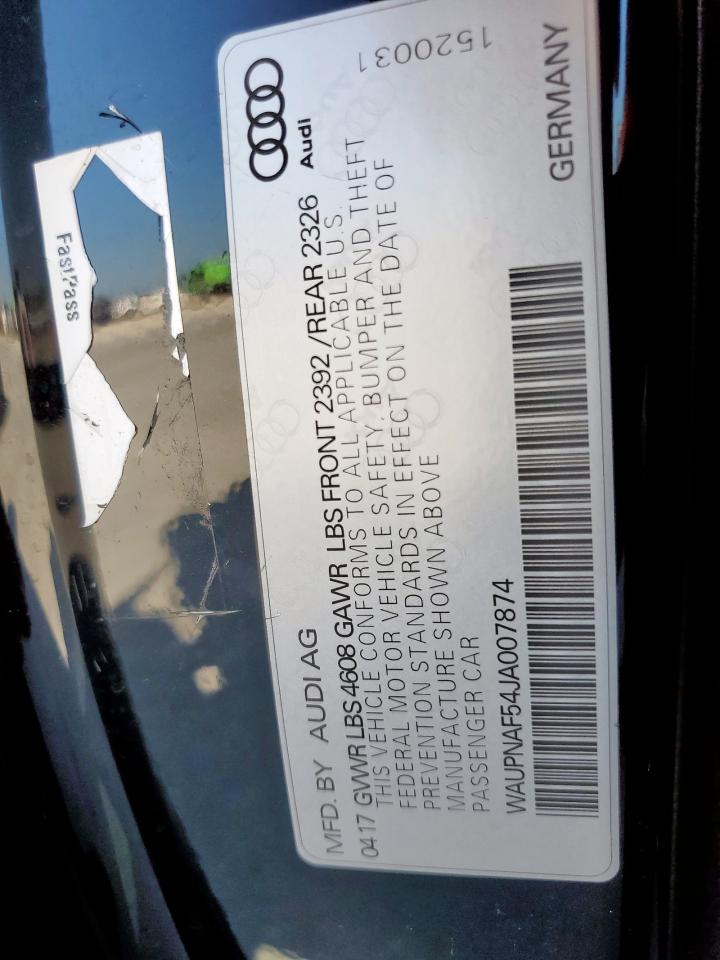 MFD. BY AUDI AG
Audi
0417 GVWR LBS 4608 GAWR LBS FRONT 2392 /REAR 2326
THIS VEHICLE CONFORMS TO ALL APPLICABLE U.S.
FEDERAL MOTOR VEHICLE SAFETY, BUMPER AND THEFT
PREVENTION STANDARDS IN EFFECT ON THE DATE OF
MANUFACTURE SHOWN ABOVE
PASSENGER CAR
WAUPNAF54JA007874
GERMANY
1520031
FastPass